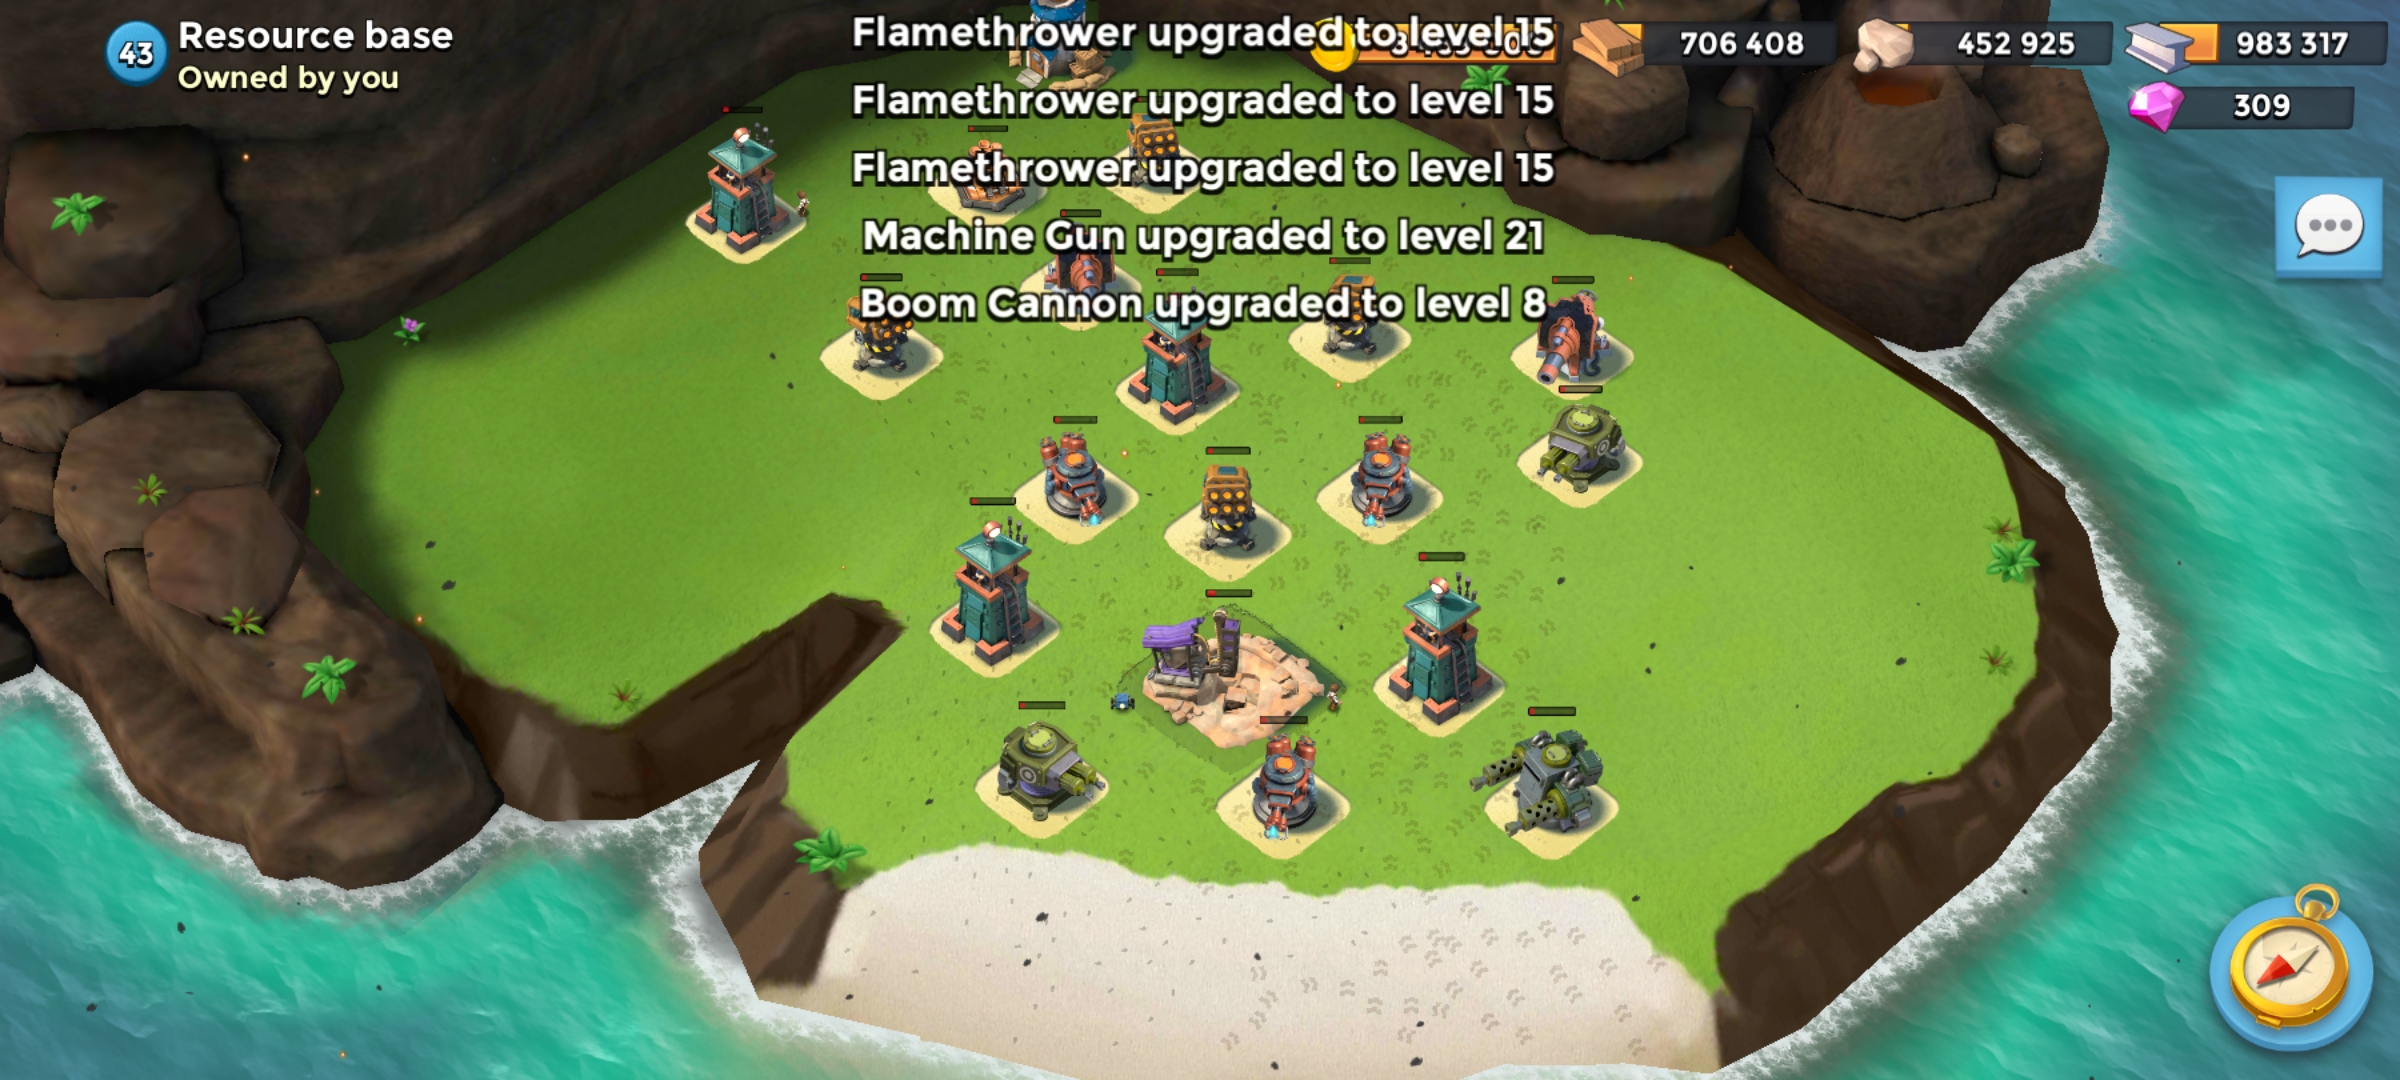 43
Resource base
Owned by you
Flamethrower upgraded to level 15
Flamethrower upgraded to level 15
Flamethrower upgraded to level 15
Machine Gun upgraded to level 21
Boom Cannon upgraded to level 8
706 408
452 925
983 317
309